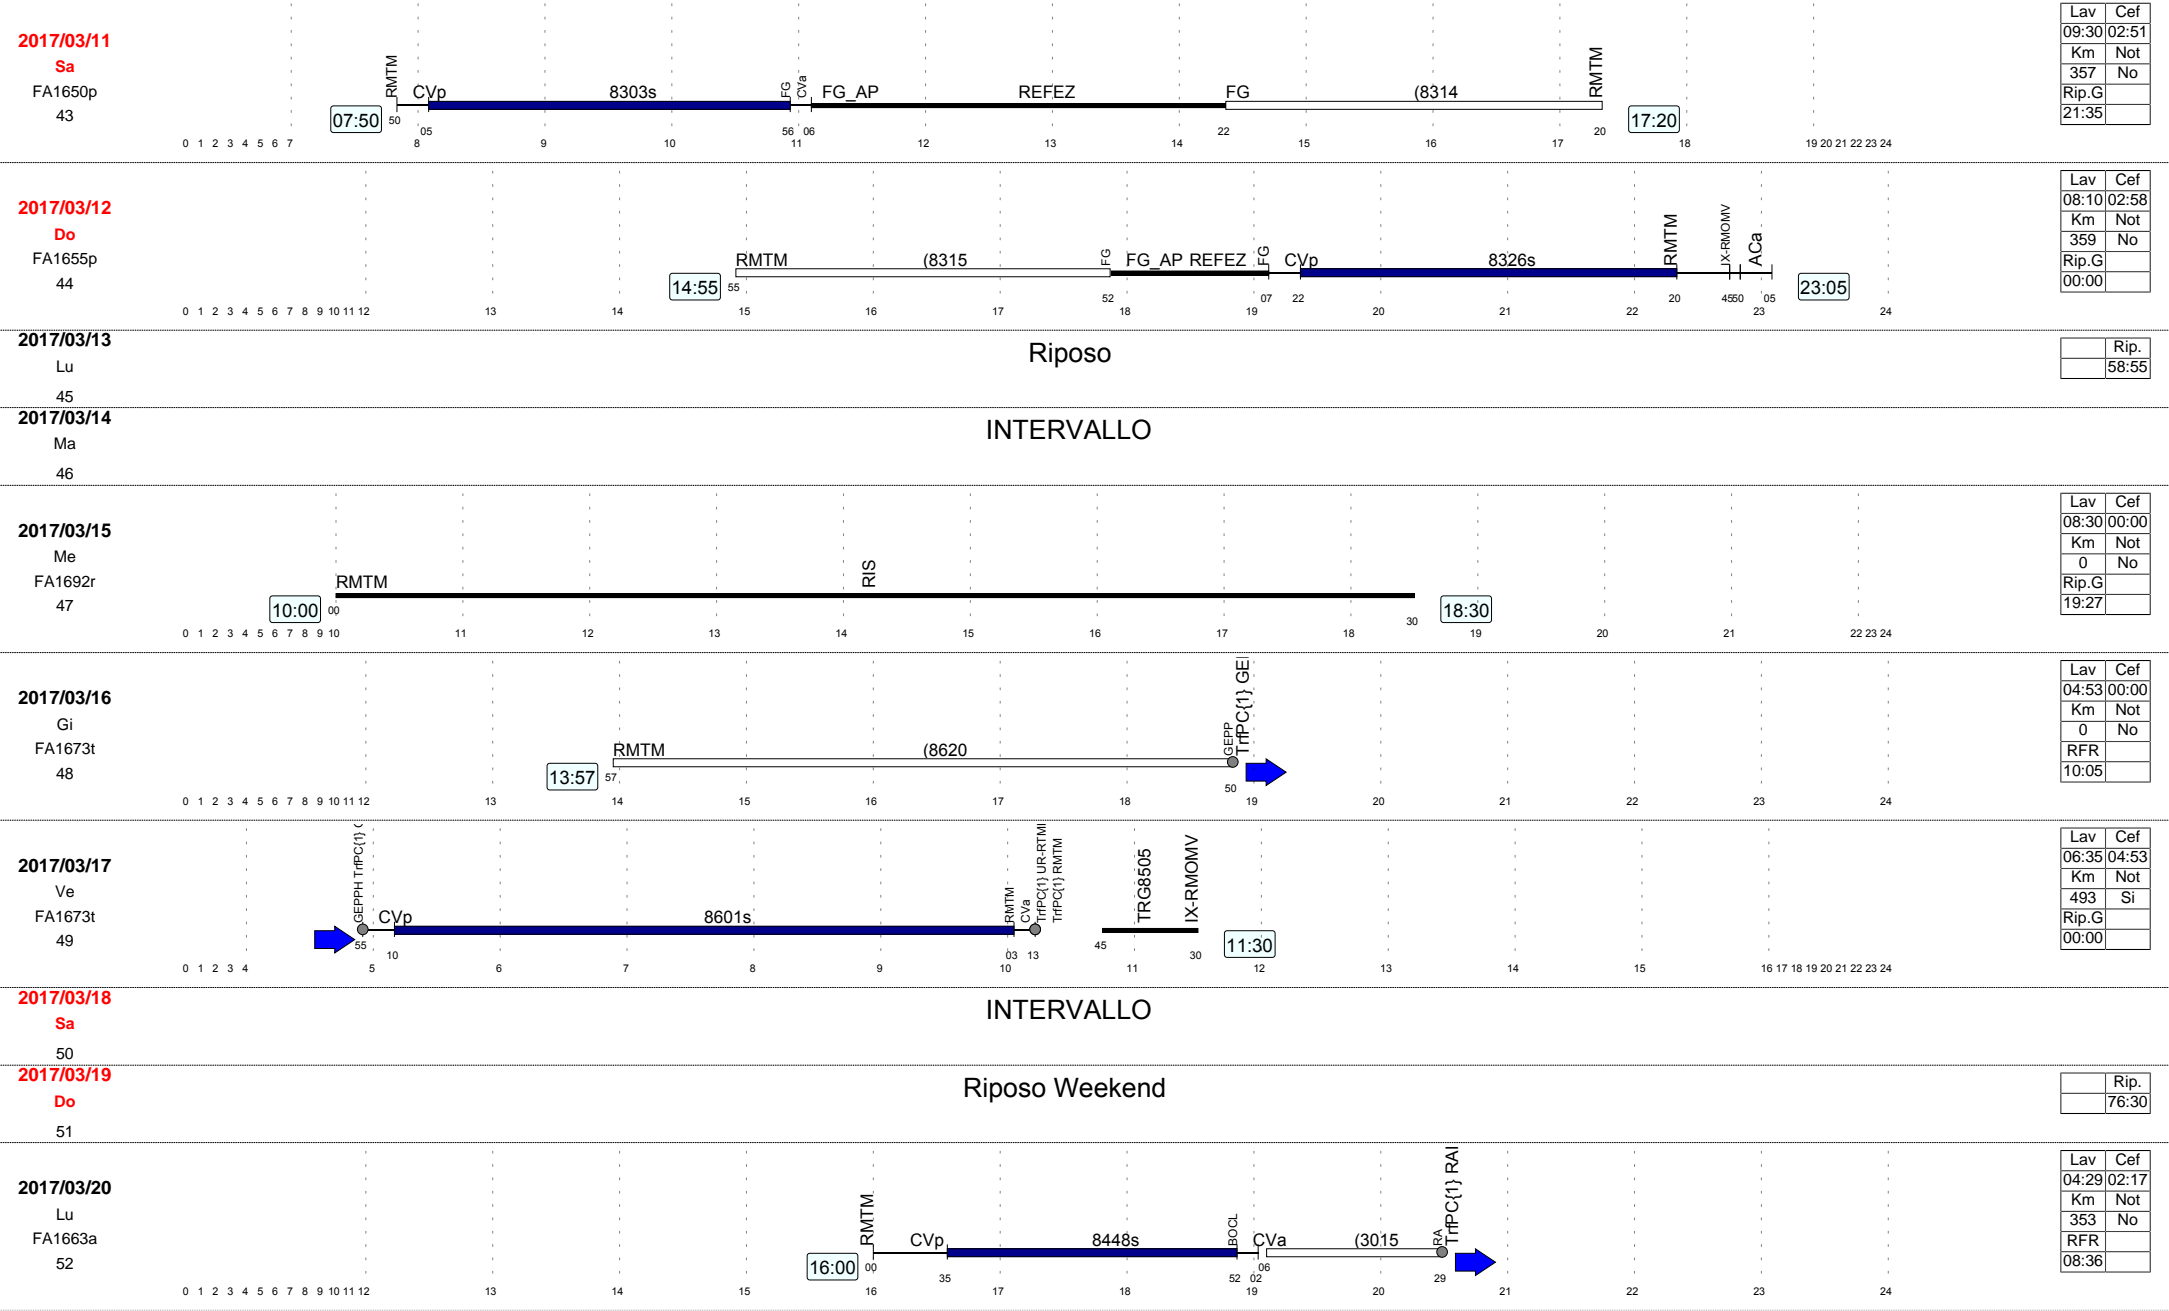 2017/03/11
Sa
FA1650p
43
07:50
RMTM
50
CVp
05
8303s
FG
56
CVa
06
FG_AP
REFEZ
FG
22
(8314
RMTM
20
17:20
0 1 2 3 4 5 6 7 8 9 10 11 12 13 14 15 16 17 18 19 20 21 22 23 24
Lav Cef
09:30 02:51
Km Not
357 No
Rip.G
21:35
2017/03/12
Do
FA1655p
44
14:55
RMTM
55
(8315
FG
52
FG_AP REFEZ
FG
07
CVp
22
8326s
RMTM
20
IX-RMOMV
45 50
ACa
05
23:05
0 1 2 3 4 5 6 7 8 9 10 11 12 13 14 15 16 17 18 19 20 21 22 23 24
Lav Cef
08:10 02:58
Km Not
359 No
Rip.G
00:00
2017/03/13
Lu
45
Riposo
Rip.
58:55
2017/03/14
Ma
46
INTERVALLO
2017/03/15
Me
FA1692r
47
10:00
RMTM
00
RIS
30
18:30
0 1 2 3 4 5 6 7 8 9 10 11 12 13 14 15 16 17 18 19 20 21 22 23 24
Lav Cef
08:30 00:00
Km Not
0 No
Rip.G
19:27
2017/03/16
Gi
FA1673t
48
13:57
RMTM
57
(8620
GEPP
TrfPC{1} GE
50
0 1 2 3 4 5 6 7 8 9 10 11 12 13 14 15 16 17 18 19 20 21 22 23 24
Lav Cef
04:53 00:00
Km Not
0 No
RFR
10:05
2017/03/17
Ve
FA1673t
49
GEPPH TrfPC{1}
55
CVp
10
8601s
RMTM
03
CVa
13
TrfPC{1} UR-RTMI
TrfPC{1} RMTM
45
TRG8505
IX-RMOMV
30
11:30
0 1 2 3 4 5 6 7 8 9 10 11 12 13 14 15 16 17 18 19 20 21 22 23 24
Lav Cef
06:35 04:53
Km Not
493 Si
Rip.G
00:00
2017/03/18
Sa
50
INTERVALLO
2017/03/19
Do
51
Riposo Weekend
Rip.
76:30
2017/03/20
Lu
FA1663a
52
16:00
RMTM
00
CVp
35
8448s
BOCL
52
CVa
02
06
(3015
RA
29
TrfPC{1} RAI
0 1 2 3 4 5 6 7 8 9 10 11 12 13 14 15 16 17 18 19 20 21 22 23 24
Lav Cef
04:29 02:17
Km Not
353 No
RFR
08:36